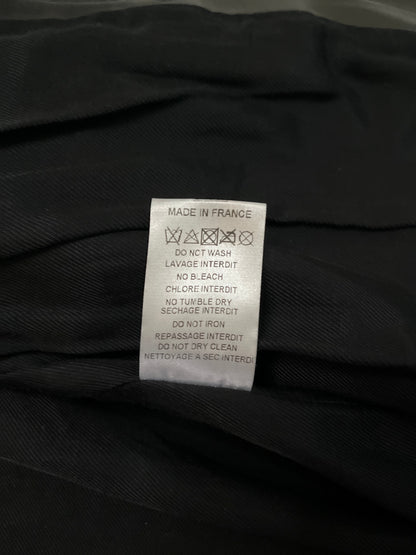 MADE IN FRANCE
DO NOT WASH
LAVAGE INTERDIT
NO BLEACH
CHLORE INTERDIT
NO TUMBLE DRY
SECHAGE INTERDIT
DO NOT IRON
REPASSAGE INTERDIT
DO NOT DRY CLEAN
NETTOYAGE A SEC INTERDI